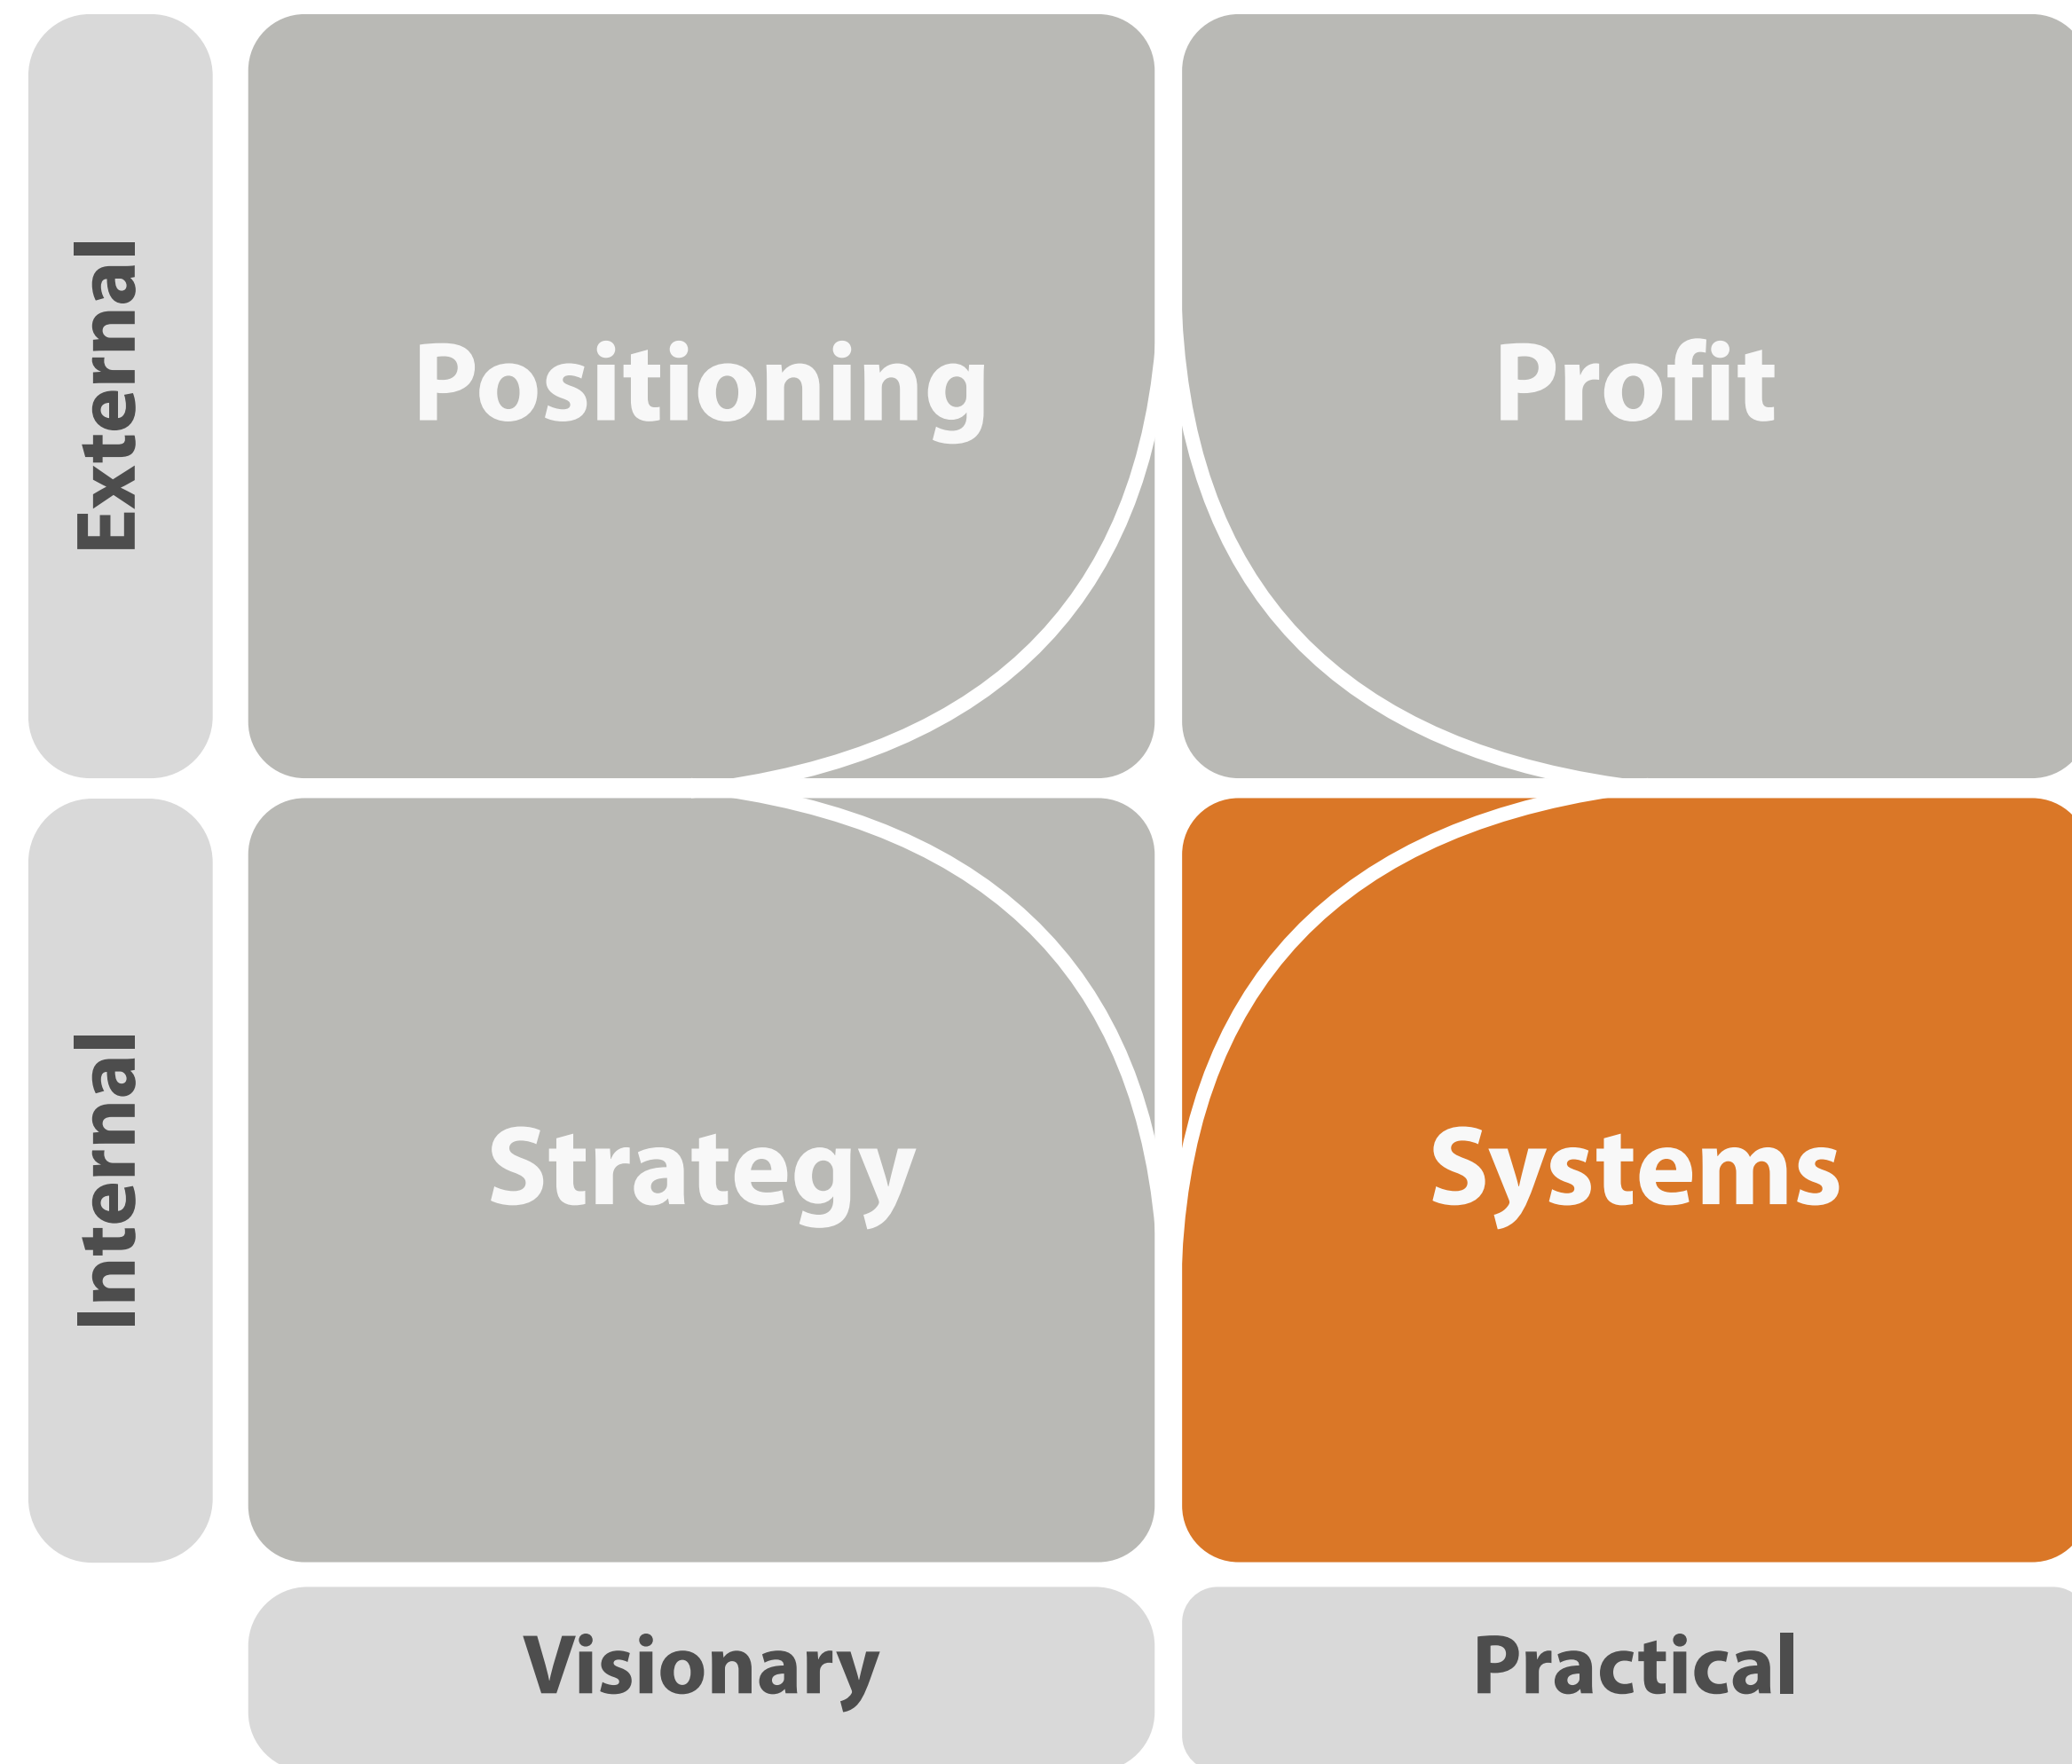 External
Positioning
Profit
Internal
Strategy
Systems
Visionary
Practical